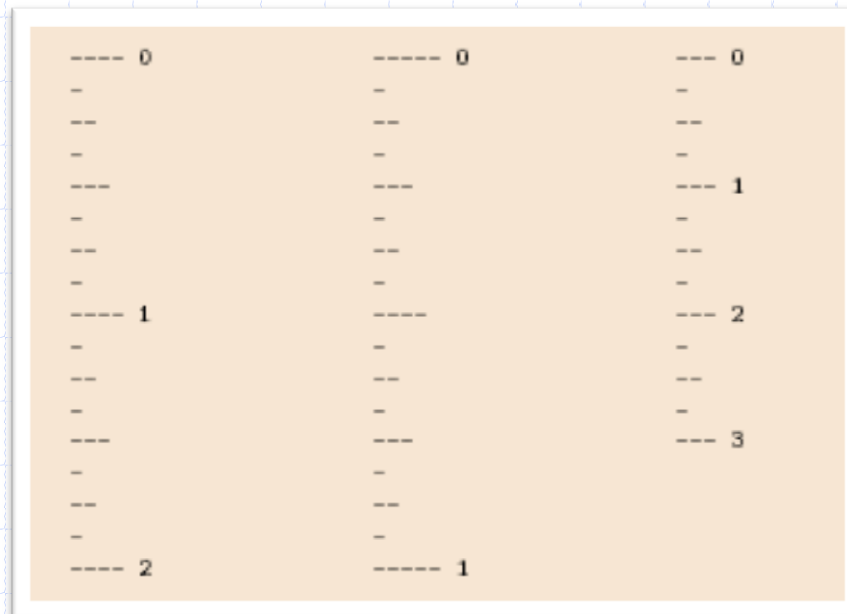 ---- 0 ----- 0 --- 0
- - -
-- -- --
- - -
--- --- --- 1
- - -
-- -- --
- - -
---- 1 ---- --- 2
- - -
-- -- --
- - -
--- --- --- 3
- -
-- --
- -
---- 2 ----- 1